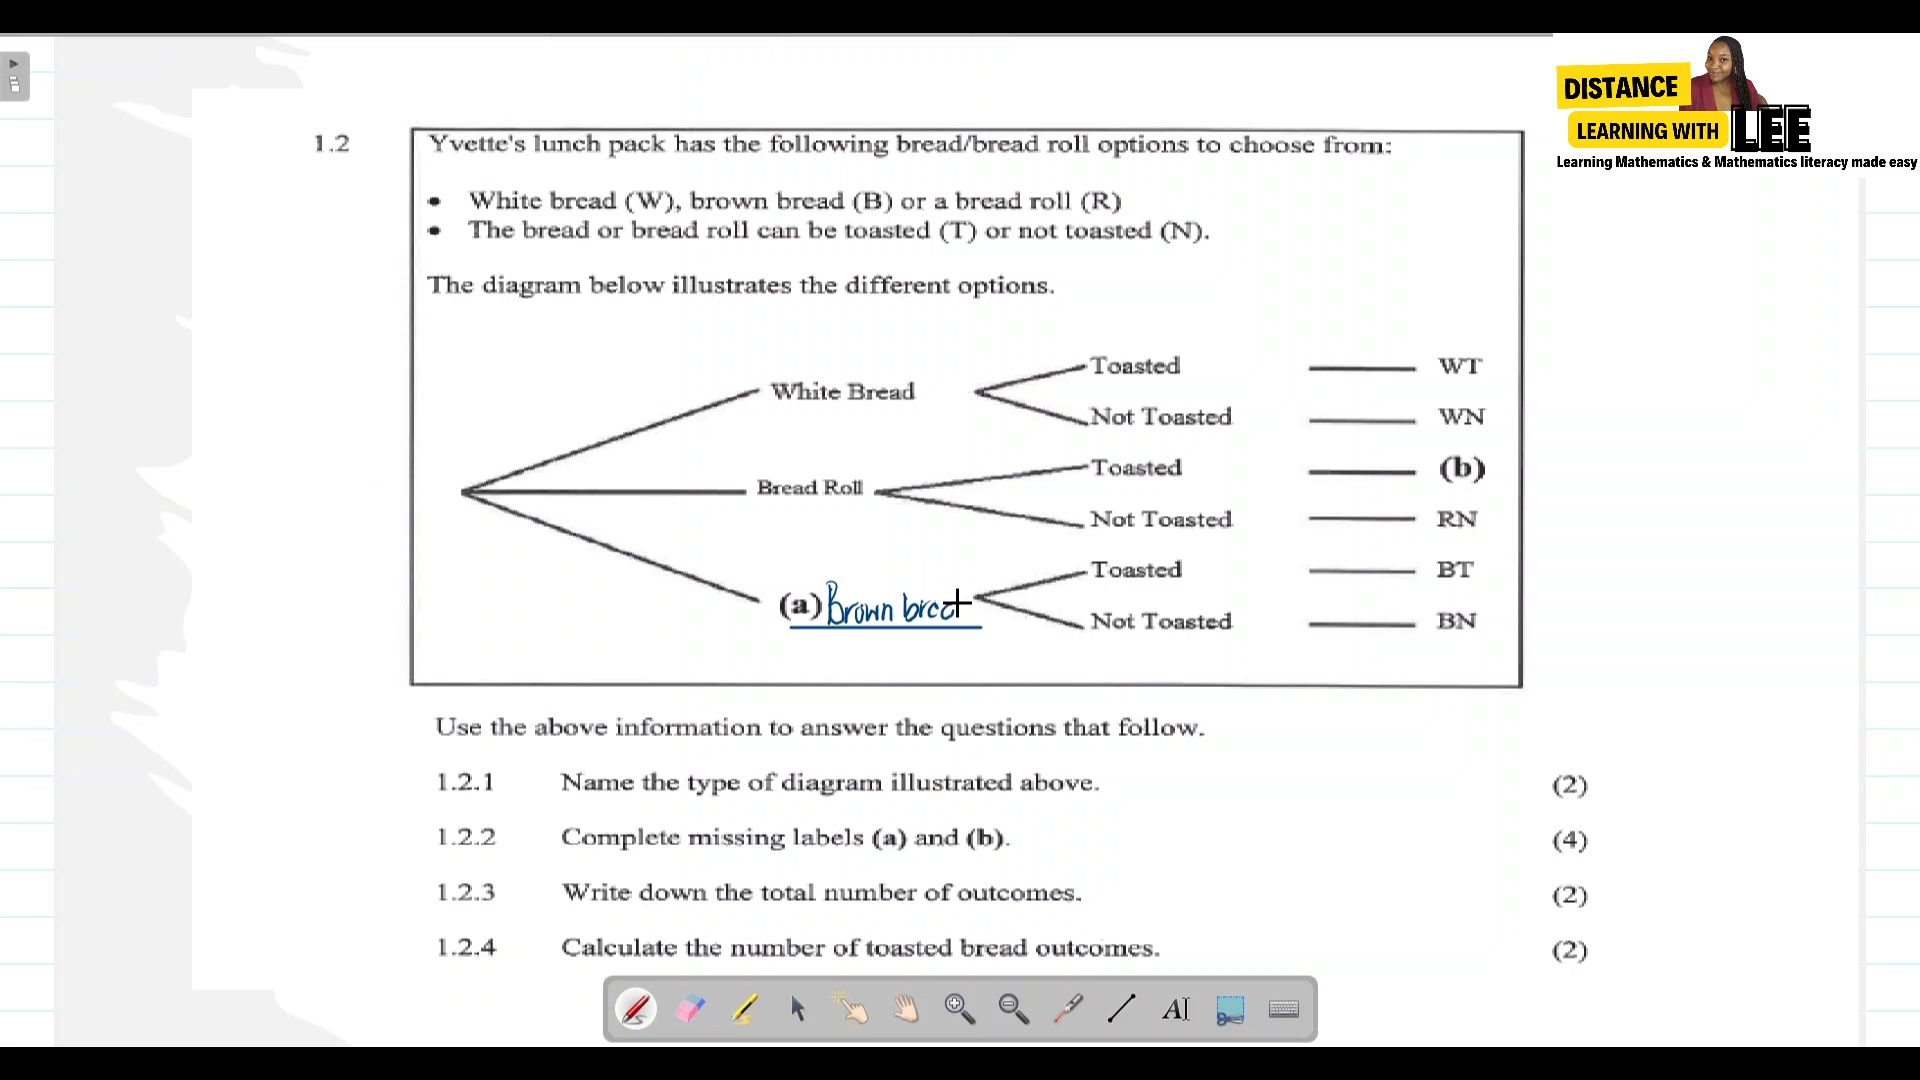 DISTANCE
LEARNING WITH LEE
Learning Mathematics & Mathematics literacy made easy
1.2 Yvette's lunch pack has the following bread/bread roll options to choose from:
• White bread (W), brown bread (B) or a bread roll (R)
• The bread or bread roll can be toasted (T) or not toasted (N).
The diagram below illustrates the different options.
Toasted WT
White Bread
Not Toasted WN
Toasted (b)
Bread Roll
Not Toasted RN
Toasted BT
(a) Brown brea
Not Toasted BN
Use the above information to answer the questions that follow.
1.2.1 Name the type of diagram illustrated above. (2)
1.2.2 Complete missing labels (a) and (b). (4)
1.2.3 Write down the total number of outcomes. (2)
1.2.4 Calculate the number of toasted bread outcomes. (2)
AI